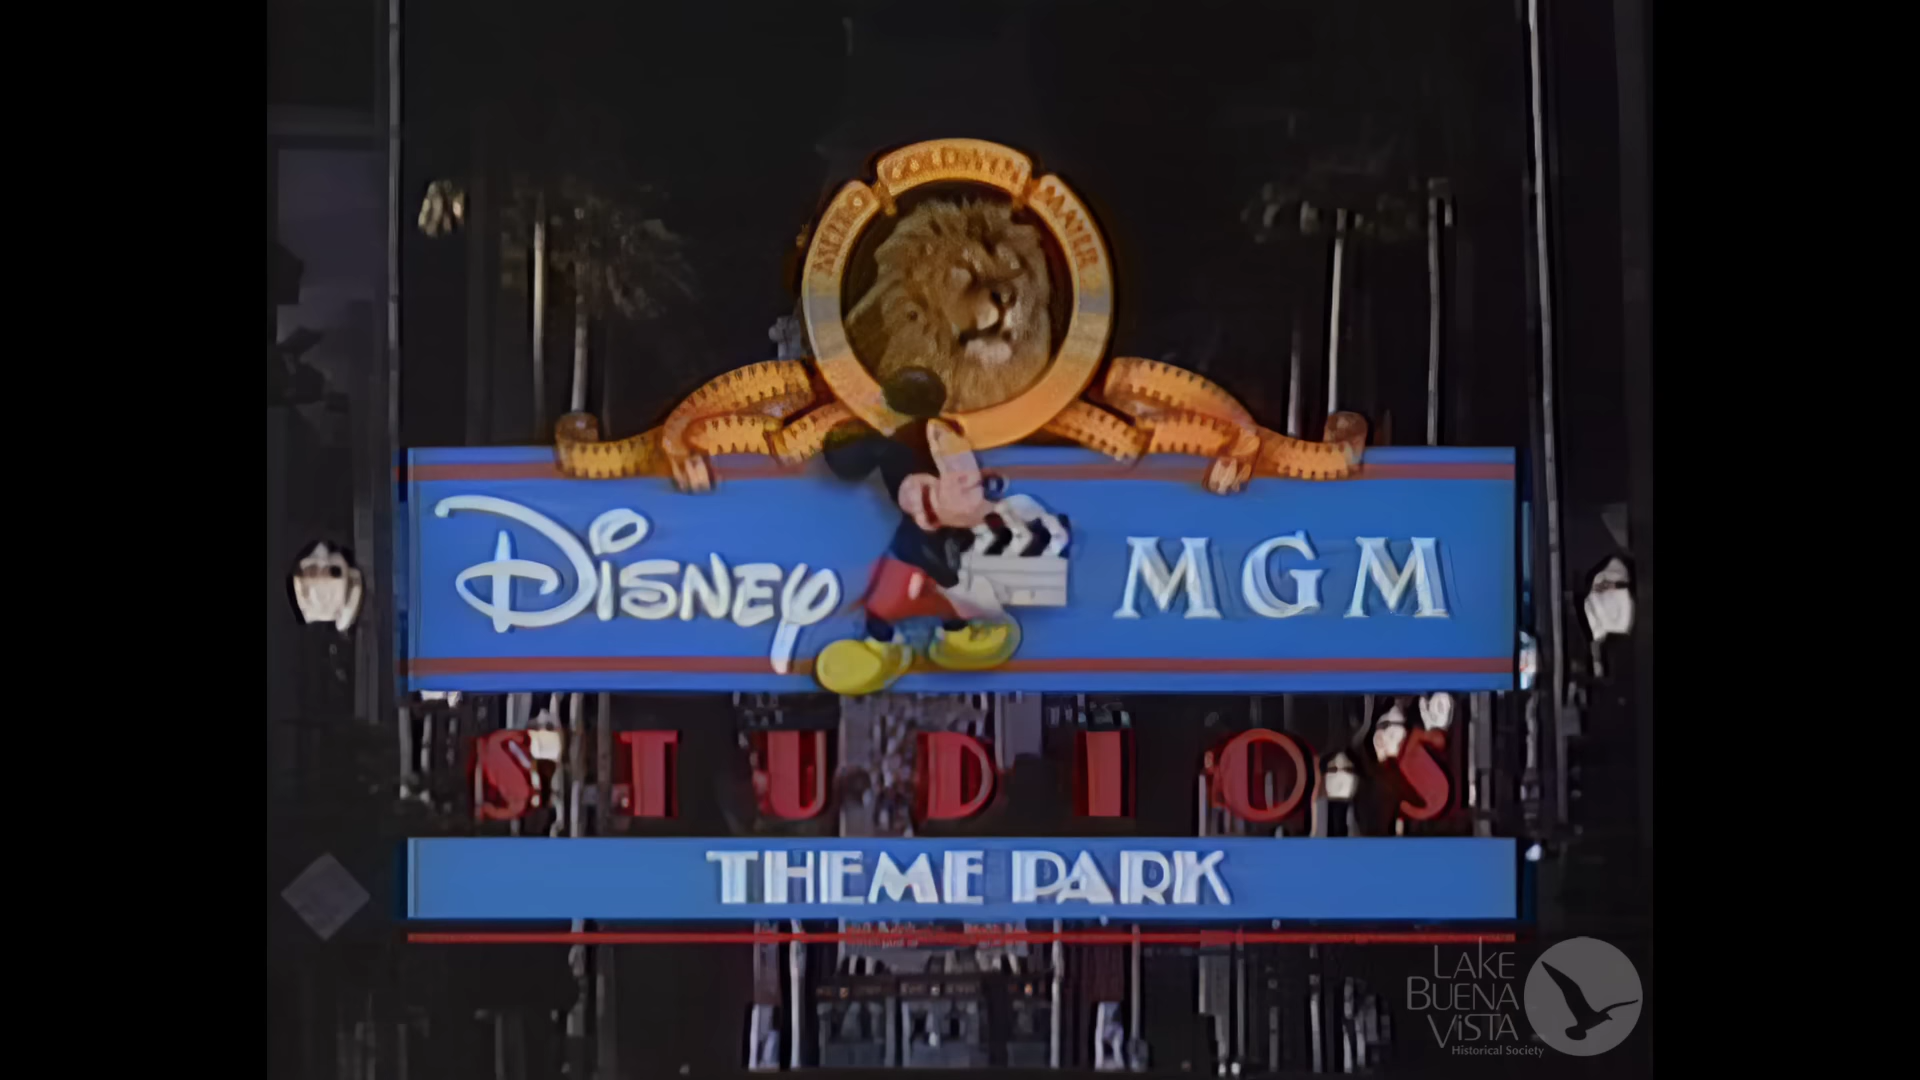 METRO GOLDWYN MAYER
DISNEY MGM
STUDIOS
THEME PARK
LAKE
BUENA
VISTA
Historical Society